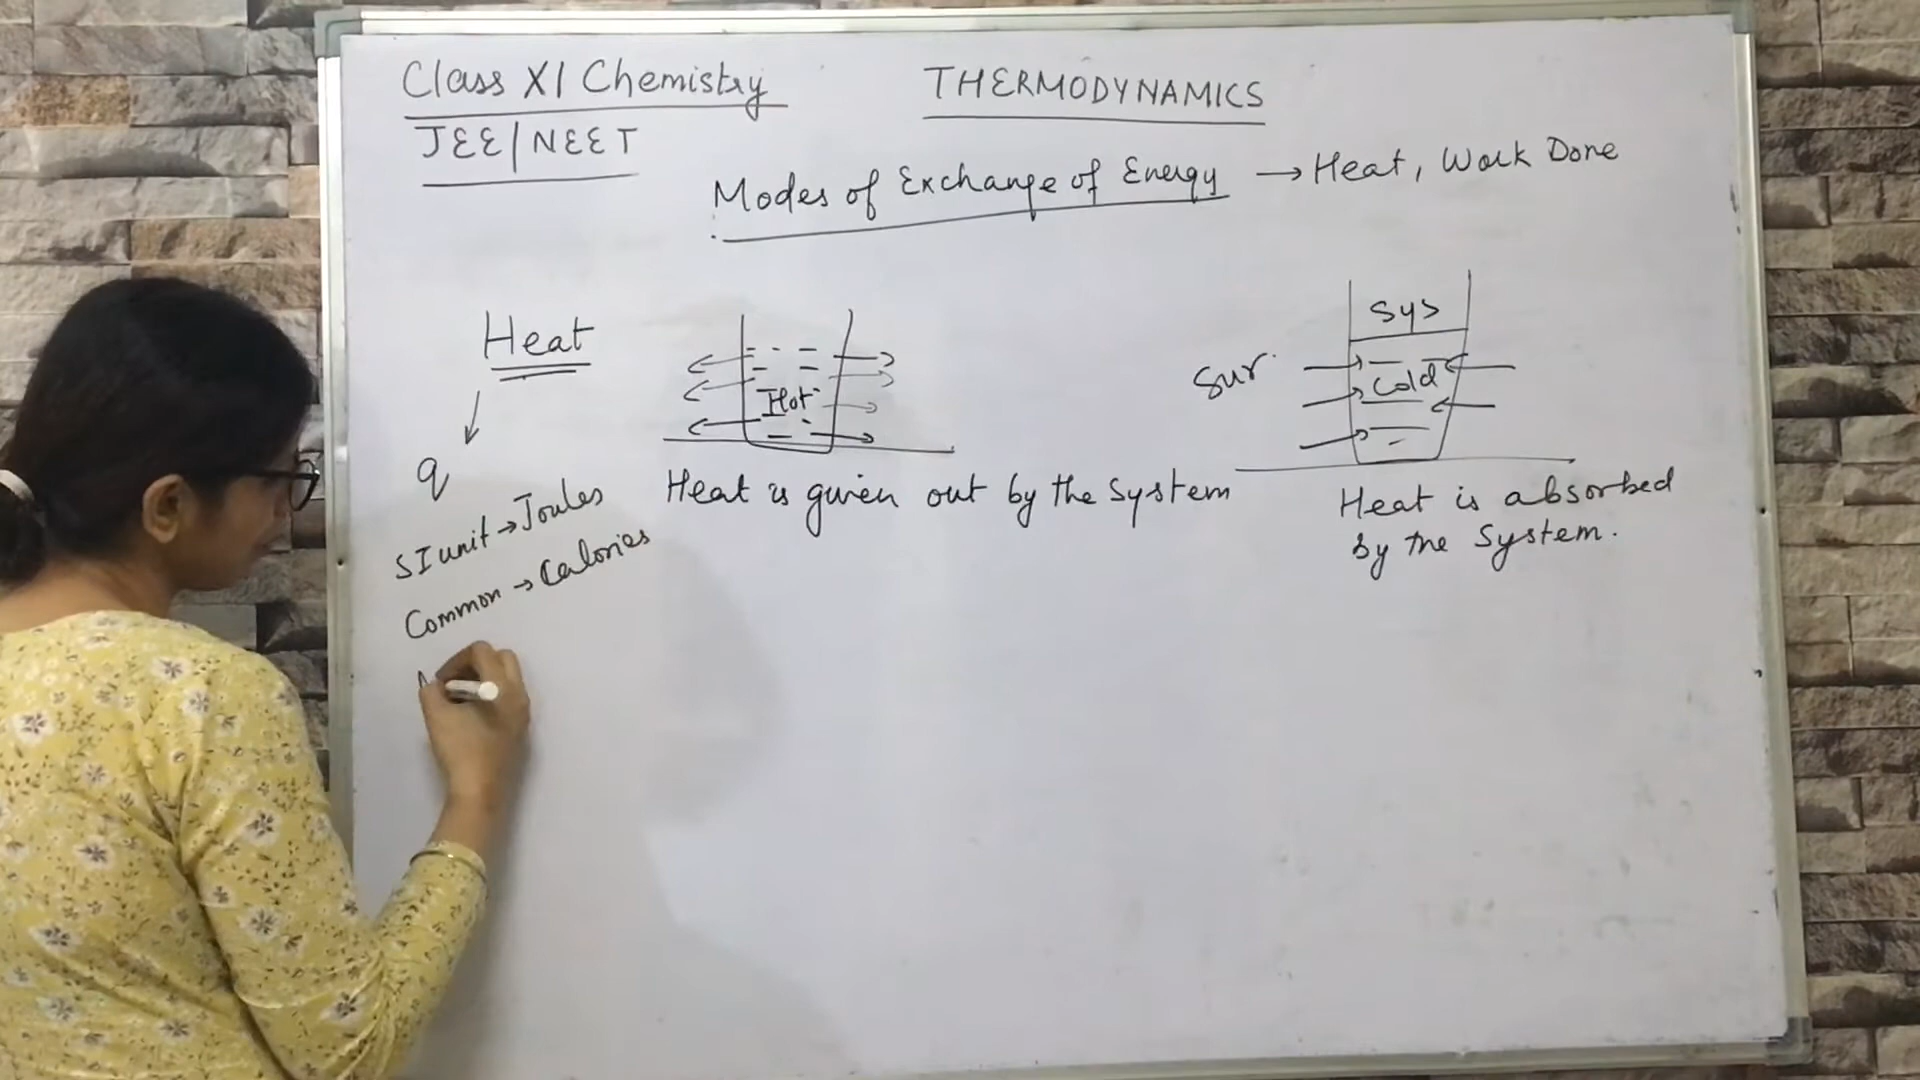 Class XI Chemistry
THERMODYNAMICS
JEE/NEET
Modes of Exchange of Energy → Heat, Work Done
Heat
q
SI unit → Joules
Common → Calories
Hot
Heat is given out by the System
Sys
Sur.
Cold
Heat is absorbed
by the System.